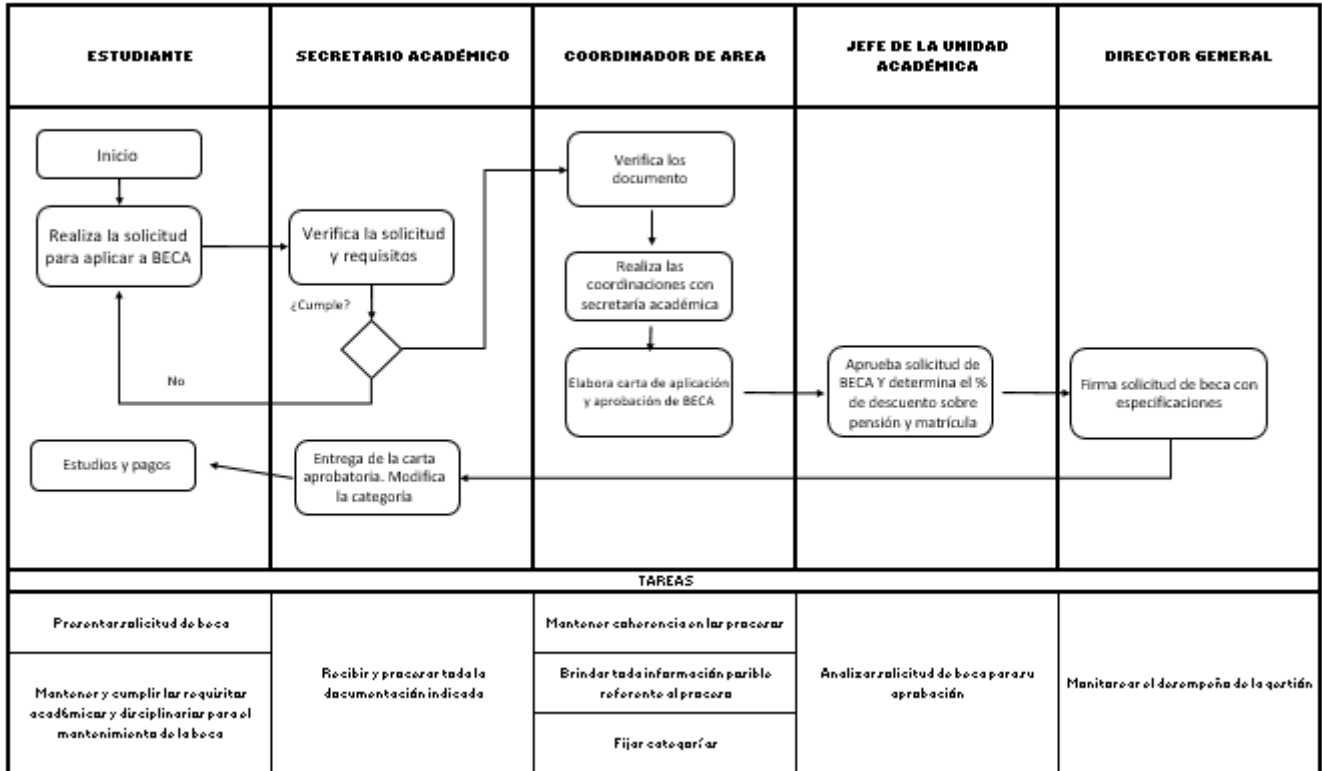 ESTUDIANTE
SECRETARIO ACADÉMICO
COORDINADOR DE AREA
JEFE DE LA UNIDAD
ACADÉMICA
DIRECTOR GENERAL
Inicio
Realiza la solicitud
para aplicar a BECA
Verifica la solicitud
y requisitos
¿Cumple?
No
Verifica los
documento
Realiza las
coordinaciones con
secretaría académica
Elabora carta de aplicación
y aprobación de BECA
Aprueba solicitud de
BECA Y determina el %
de descuento sobre
pensión y matrícula
Firma solicitud de beca con
especificaciones
Entrega de la carta
aprobatoria. Modifica
la categoría
Estudios y pagos
TAREAS
Presentar solicitud de beca
Mantener y cumplir los requisitos
académicos y disciplinarios para el
mantenimiento de la beca
Recibir y procesar toda la
documentación indicada
Mantener coherencia en los procesos
Brindar toda información posible
referente al proceso
Fijar categorías
Analizar solicitud de beca para su
aprobación
Monitorear el desempeño de la gestión